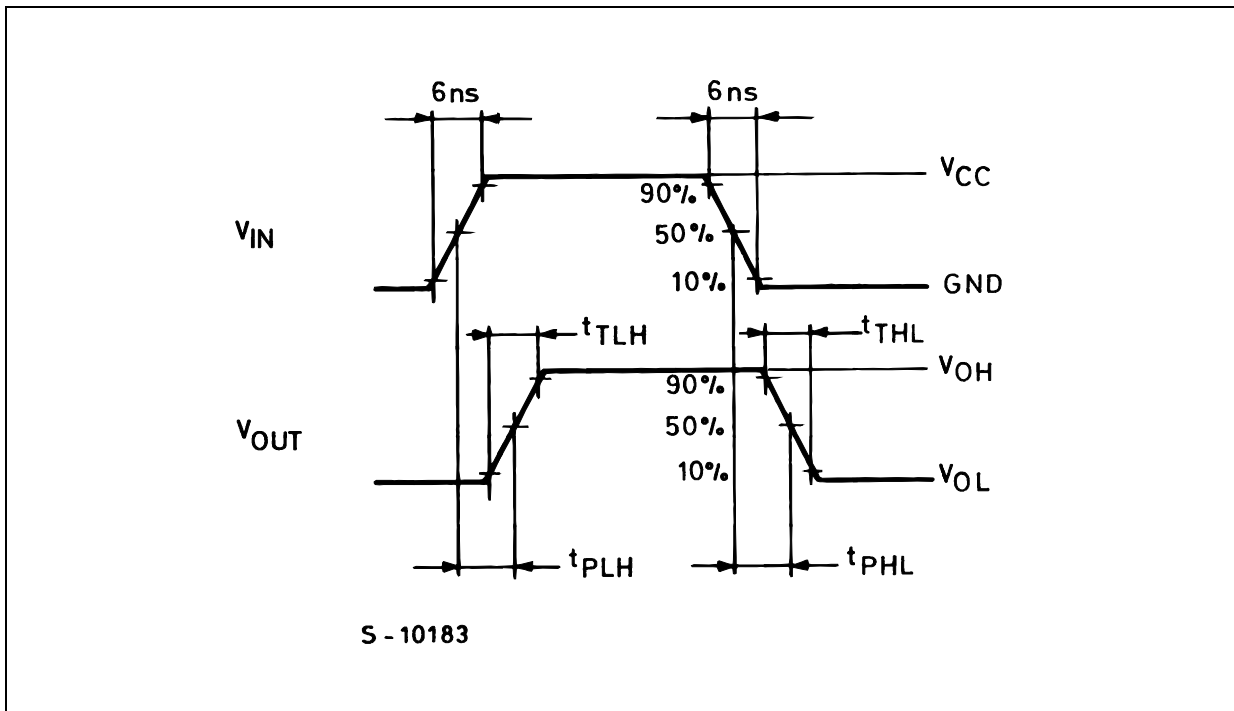 6ns
6ns
VCC
90%
VIN
50%
10%
GND
tTLH
tTHL
VOH
90%
VOUT
50%
10%
VOL
tPLH
tPHL
S - 10183